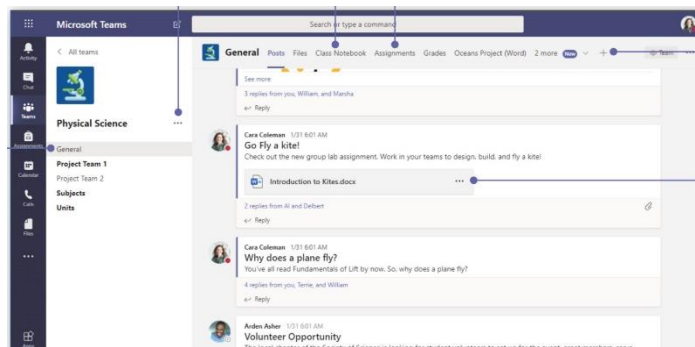 Microsoft Teams
Search or type a command
Activity
Chat
Teams
Assignments
Calendar
Calls
Files
All teams
Physical Science
General
Project Team 1
Project Team 2
Subjects
Units
General Posts Files Class Notebook Assignments Grades Oceans Project (Word) 2 more New
Team
See more
3 replies from you, William, and Marsha
Reply
Cara Coleman 1/31 6:01 AM
Go Fly a kite!
Check out the new group lab assignment. Work in your teams to design, build, and fly a kite!
Introduction to Kites.docx
2 replies from Al and Delbert
Reply
Cara Coleman 1/31 6:01 AM
Why does a plane fly?
You've all read Fundamentals of Lift by now. So, why does a plane fly?
4 replies from you, Terrie, and William
Reply
Arden Asher 1/31 6:01 AM
Volunteer Opportunity